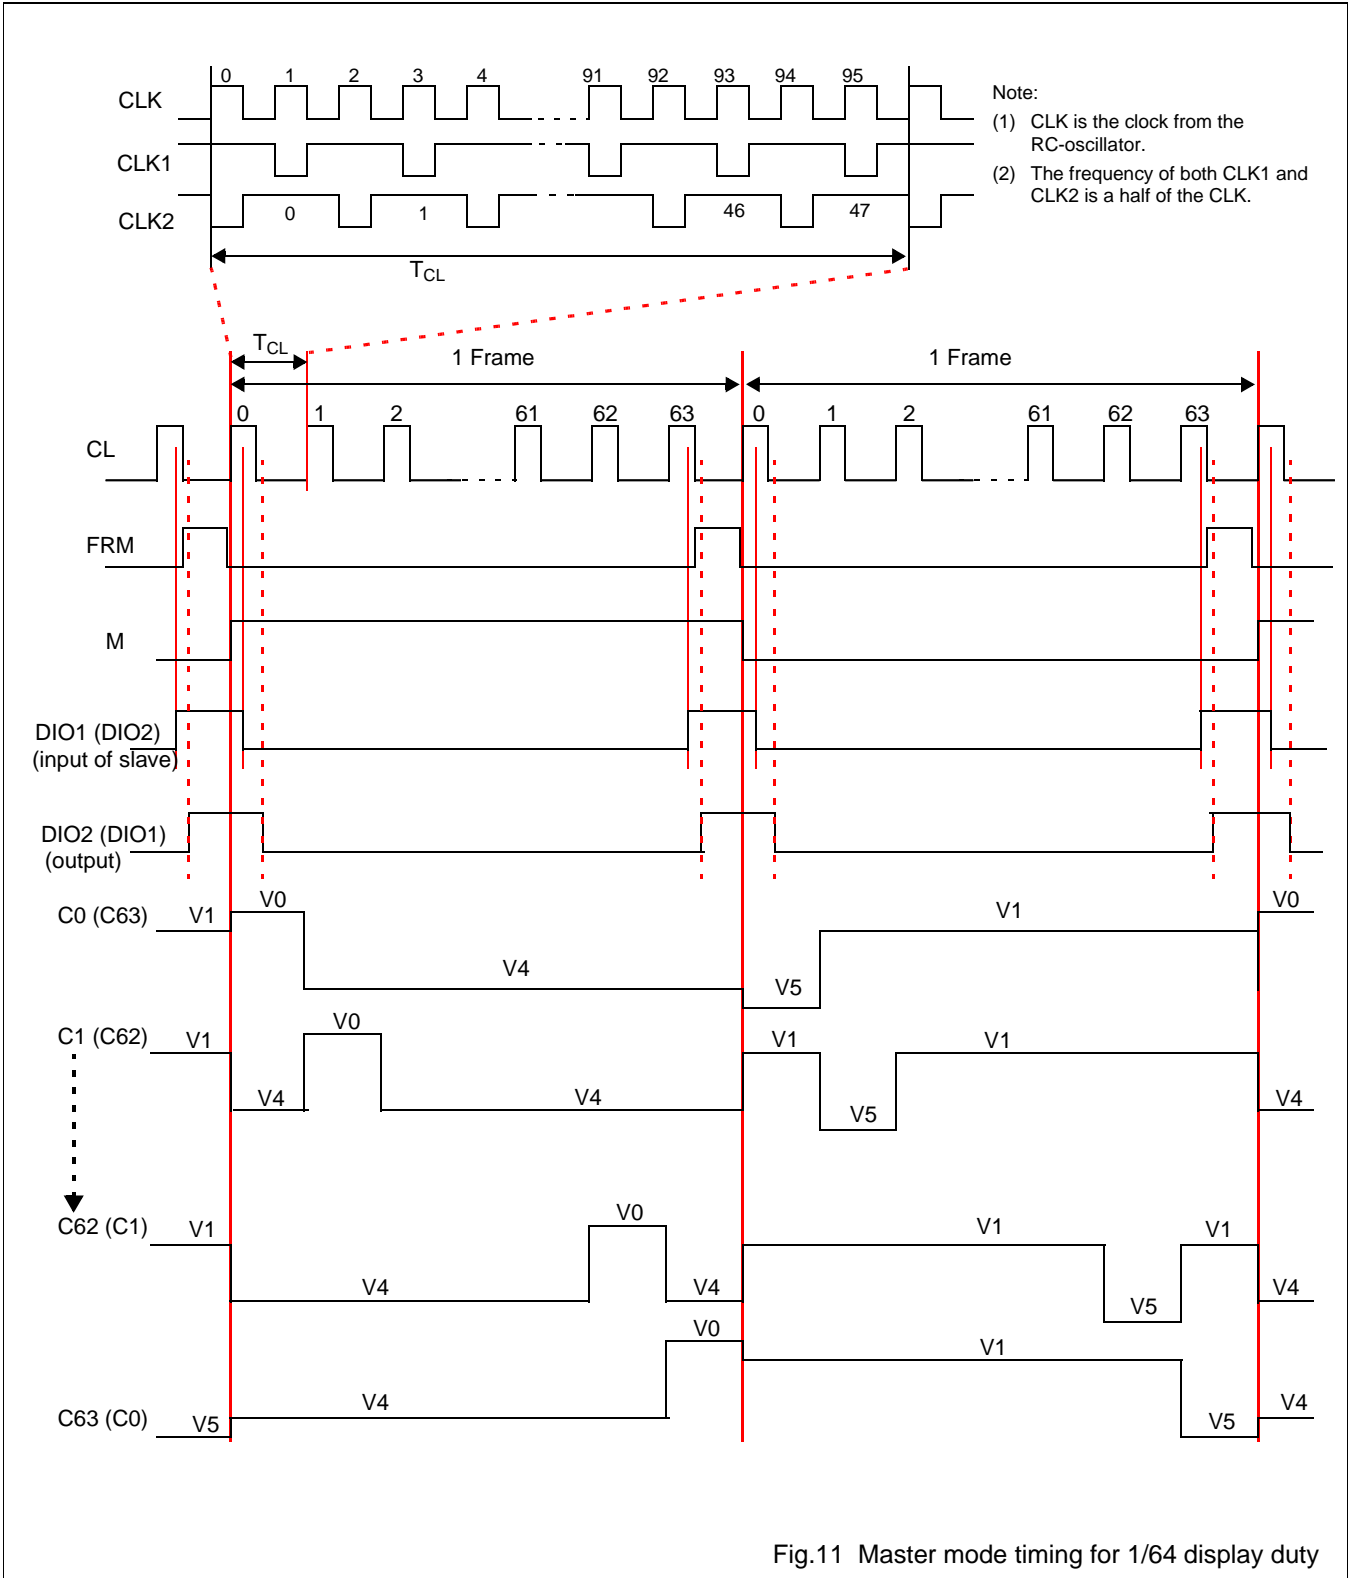 0 1 2 3 4 91 92 93 94 95
CLK
CLK1
CLK2
0 1 46 47
TCL
Note:
(1) CLK is the clock from the
RC-oscillator.
(2) The frequency of both CLK1 and
CLK2 is a half of the CLK.
TCL
1 Frame 1 Frame
0 1 2 61 62 63 0 1 2 61 62 63
CL
FRM
M
DIO1 (DIO2)
(input of slave)
DIO2 (DIO1)
(output)
C0 (C63) V1 V0 V4 V5 V1 V0
C1 (C62) V1 V4 V0 V4 V1 V5 V1 V4
C62 (C1) V1 V4 V0 V4 V1 V5 V1 V4
C63 (C0) V5 V4 V0 V1 V5 V4
Fig.11 Master mode timing for 1/64 display duty